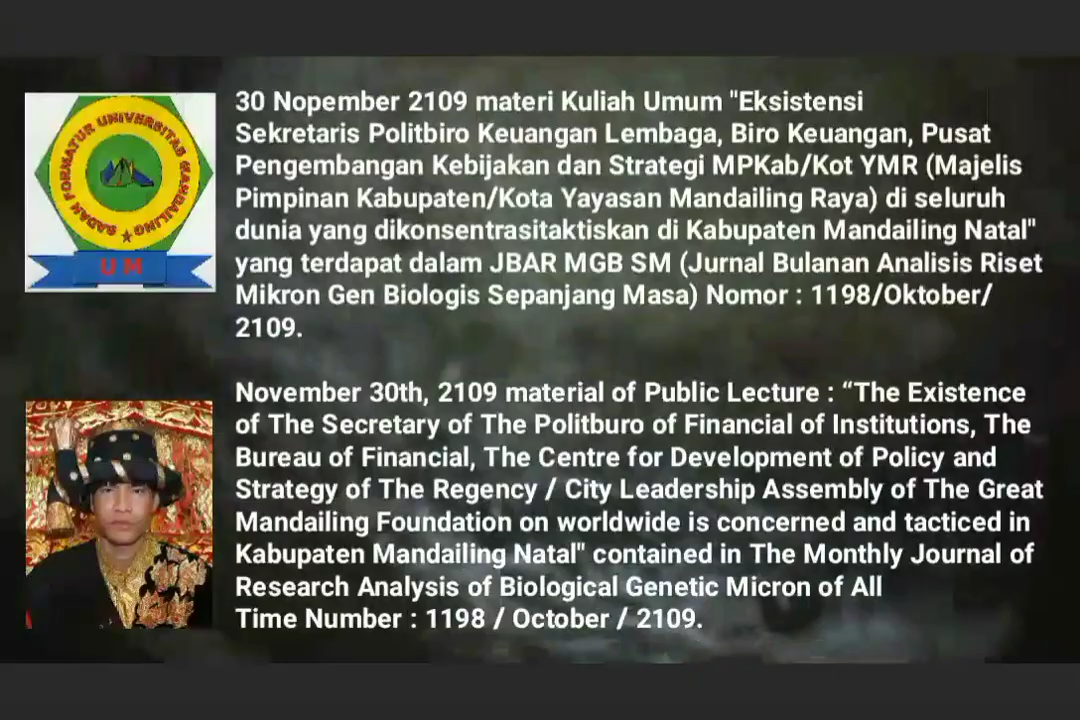 BADAN FORMATUR UNIVERSITAS MANDAILING
U M
30 Nopember 2109 materi Kuliah Umum "Eksistensi
Sekretaris Politbiro Keuangan Lembaga, Biro Keuangan, Pusat
Pengembangan Kebijakan dan Strategi MPKab/Kot YMR (Majelis
Pimpinan Kabupaten/Kota Yayasan Mandailing Raya) di seluruh
dunia yang dikonsentrasitaktiskan di Kabupaten Mandailing Natal"
yang terdapat dalam JBAR MGB SM (Jurnal Bulanan Analisis Riset
Mikron Gen Biologis Sepanjang Masa) Nomor : 1198/Oktober/
2109.
November 30th, 2109 material of Public Lecture : “The Existence
of The Secretary of The Politburo of Financial of Institutions, The
Bureau of Financial, The Centre for Development of Policy and
Strategy of The Regency / City Leadership Assembly of The Great
Mandailing Foundation on worldwide is concerned and tacticed in
Kabupaten Mandailing Natal" contained in The Monthly Journal of
Research Analysis of Biological Genetic Micron of All
Time Number : 1198 / October / 2109.